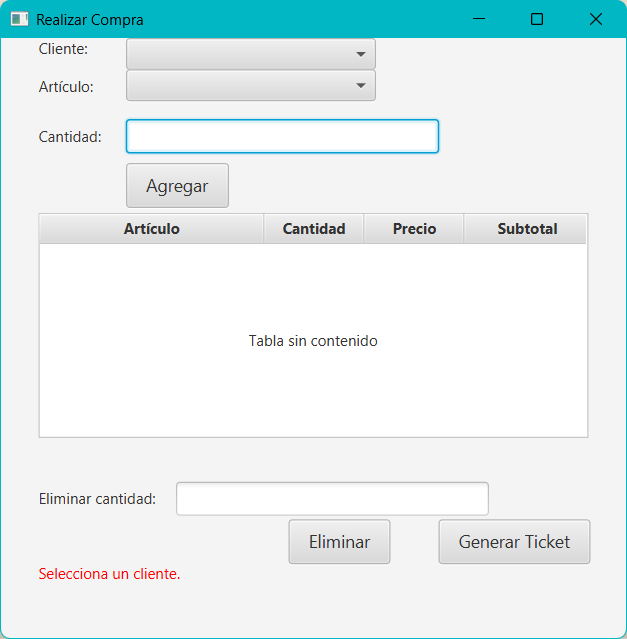 Realizar Compra
Cliente:
Artículo:
Cantidad:
Agregar
Artículo Cantidad Precio Subtotal
Tabla sin contenido
Eliminar cantidad:
Eliminar Generar Ticket
Selecciona un cliente.